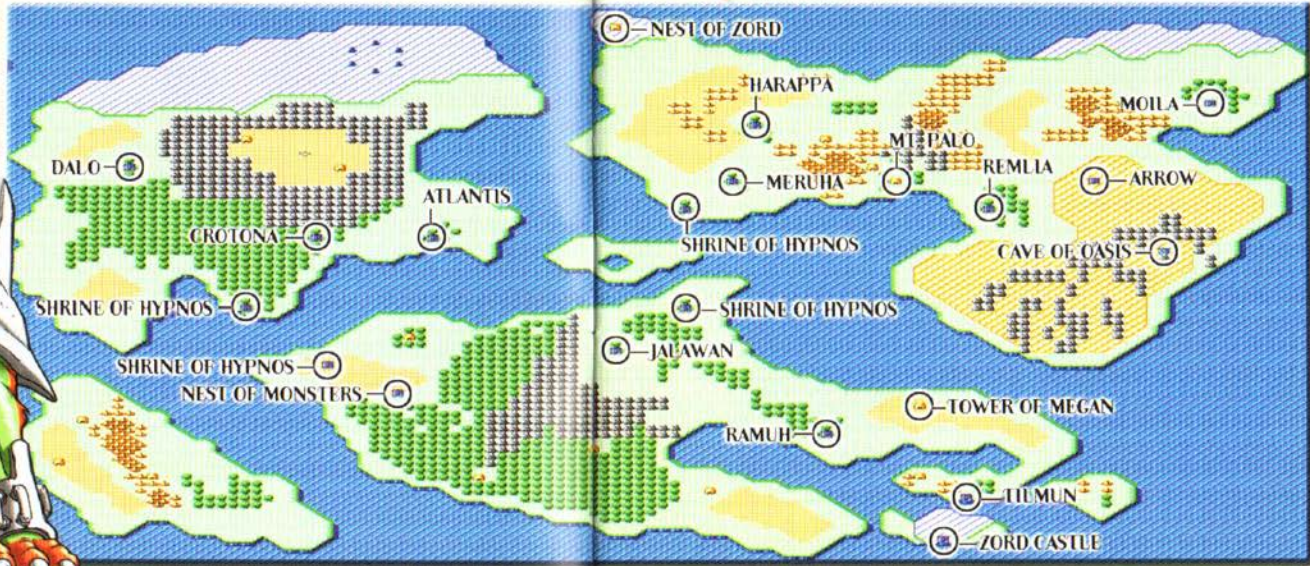 NEST OF ZORD
HARAPPA
MOILA
DALO
MT. PALO
MERUHA
REMLIA
ARROW
ATLANTIS
CROTONA
SHRINE OF HYPNOS
CAVE OF OASIS
SHRINE OF HYPNOS
SHRINE OF HYPNOS
JALAWAN
SHRINE OF HYPNOS
NEST OF MONSTERS
TOWER OF MEGAN
RAMUH
TILMUN
ZORD CASTLE